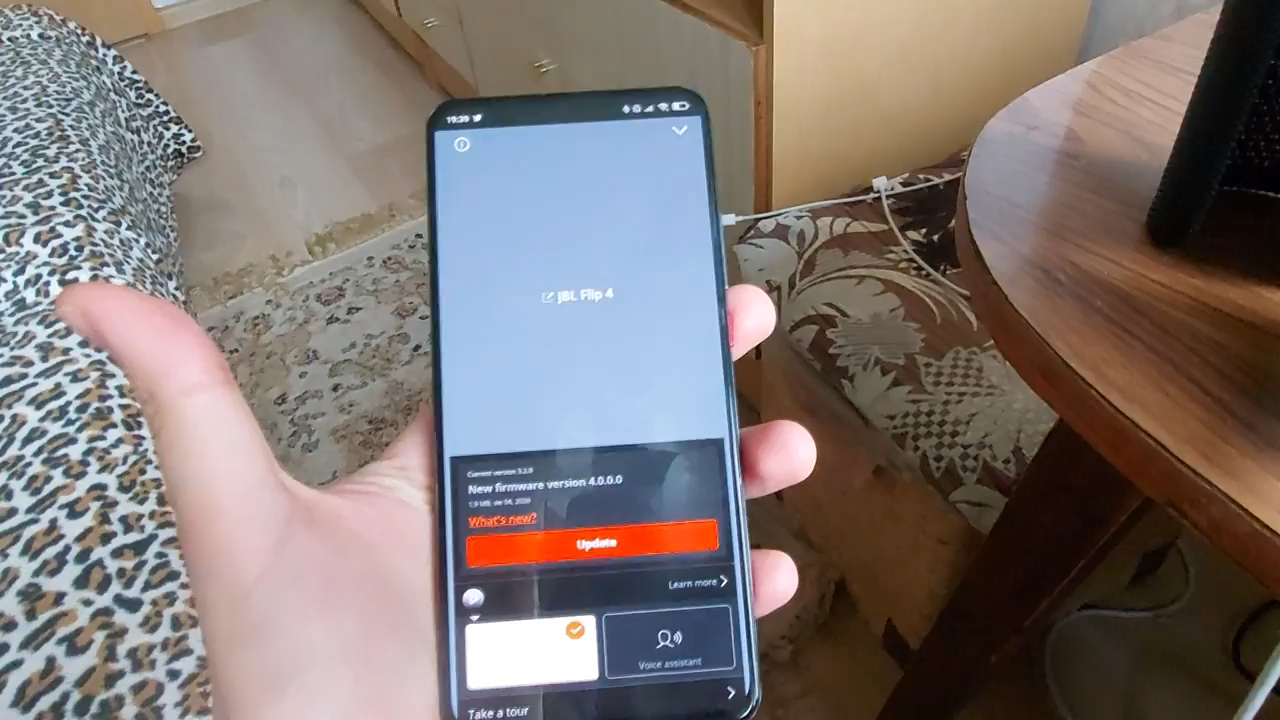 19:39
JBL Flip 4
Current version 3.2.0
New firmware version 4.0.0.0
What's new?
Update
Learn more
Voice assistant
Take a tour